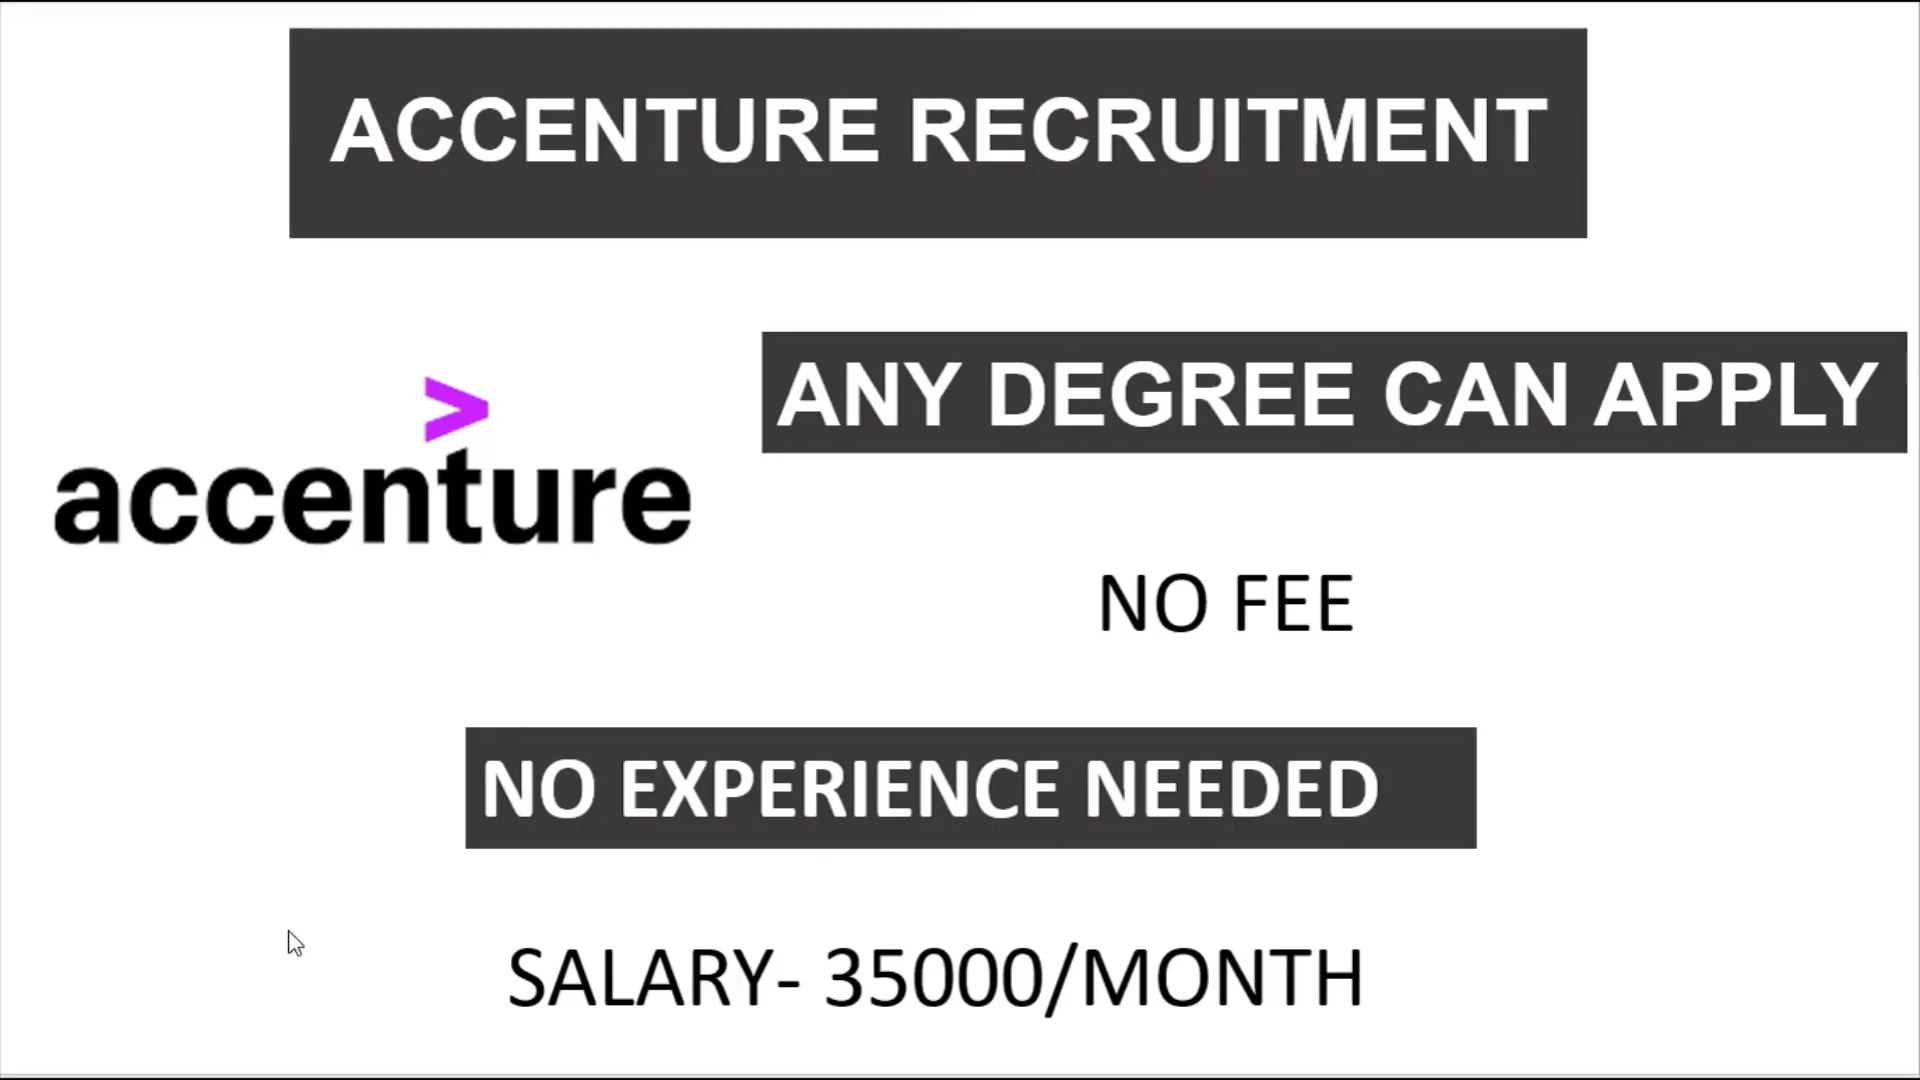 ACCENTURE RECRUITMENT
ANY DEGREE CAN APPLY
accenture
NO FEE
NO EXPERIENCE NEEDED
SALARY- 35000/MONTH